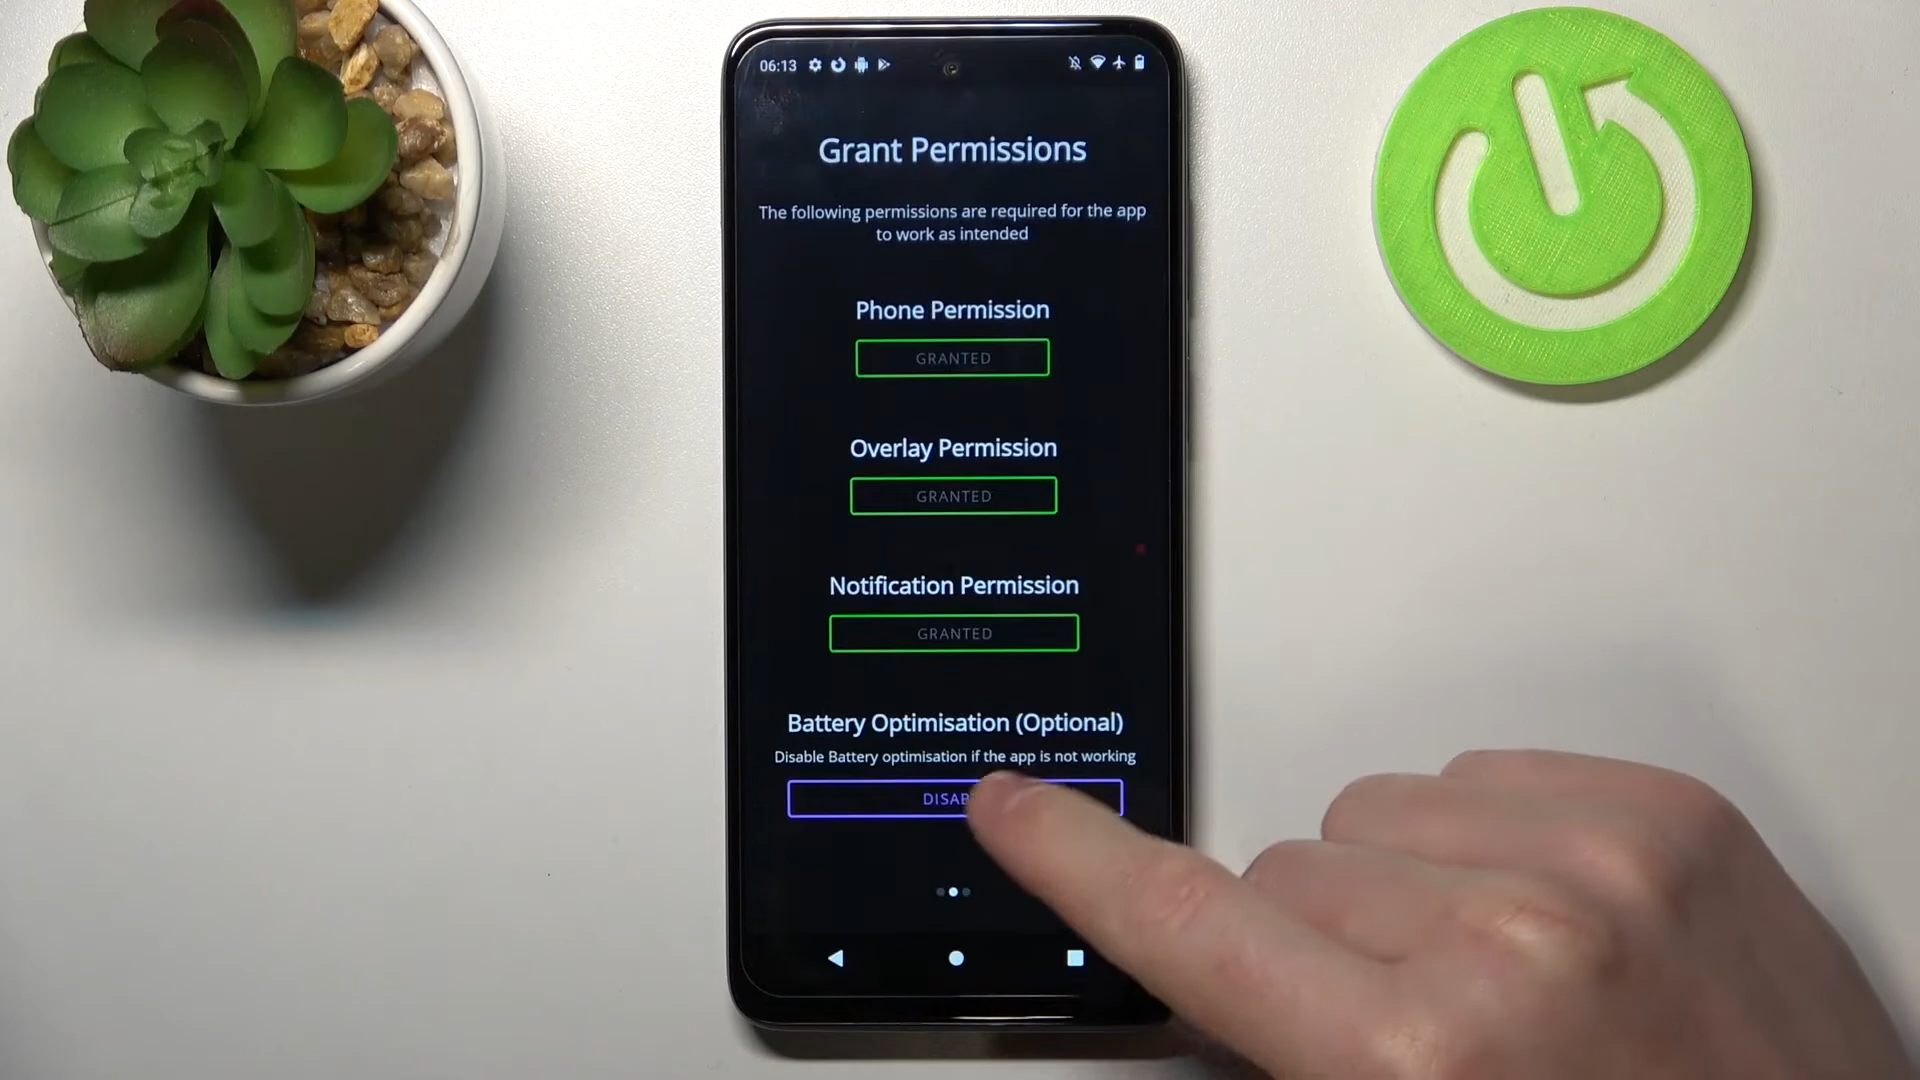 06:13
Grant Permissions
The following permissions are required for the app
to work as intended
Phone Permission
GRANTED
Overlay Permission
GRANTED
Notification Permission
GRANTED
Battery Optimisation (Optional)
Disable Battery optimisation if the app is not working